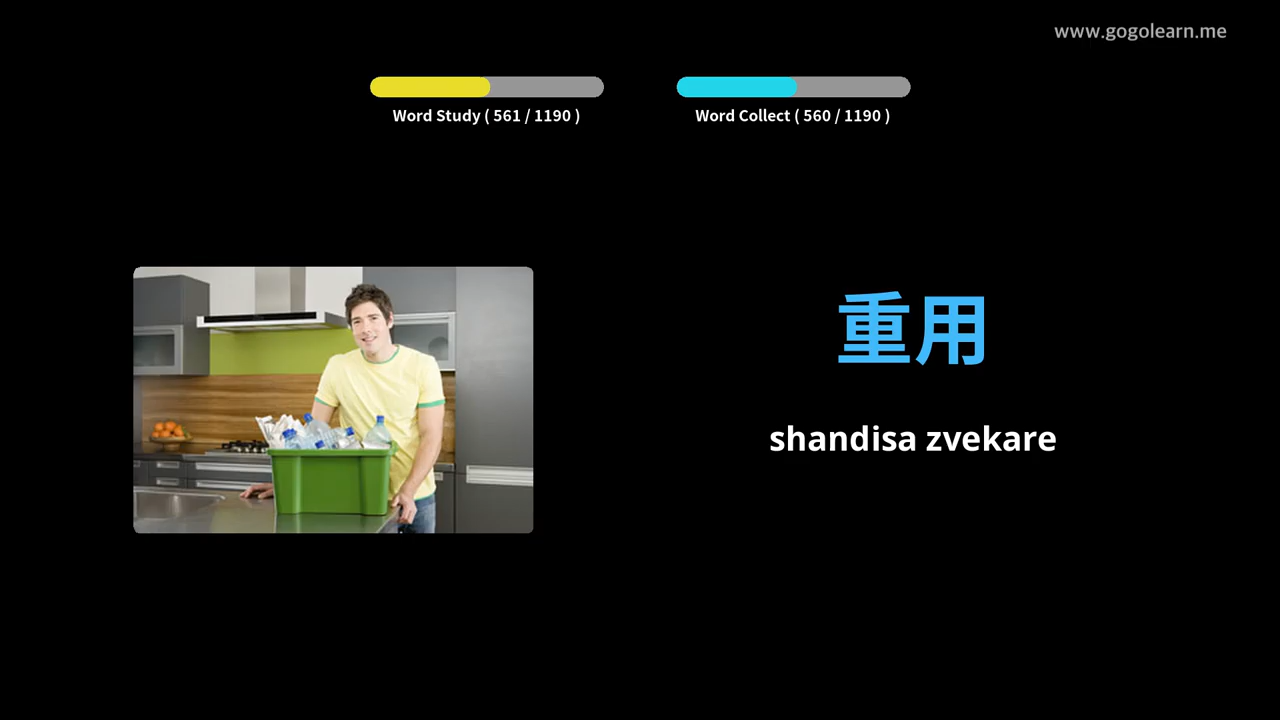 www.gogolearn.me
Word Study ( 561 / 1190 )
Word Collect ( 560 / 1190 )
重用
shandisa zvekare